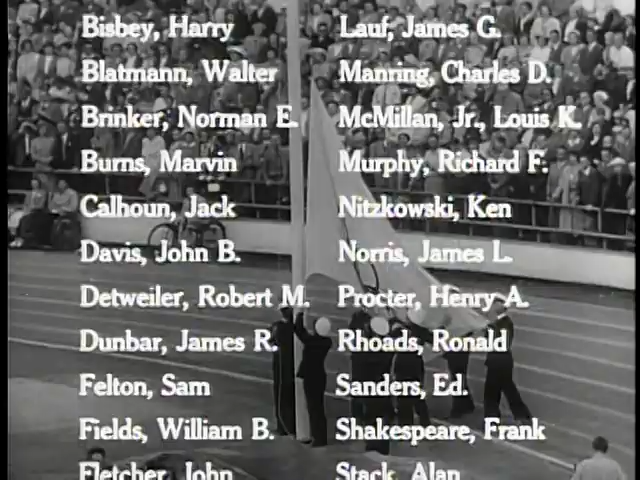 Bisbey, Harry
Blatmann, Walter
Brinker, Norman E.
Burns, Marvin
Calhoun, Jack
Davis, John B.
Detweiler, Robert M.
Dunbar, James R.
Felton, Sam
Fields, William B.
Fletcher, John
Lauf, James G.
Manring, Charles D.
McMillan, Jr., Louis K.
Murphy, Richard F.
Nitzkowski, Ken
Norris, James L.
Procter, Henry A.
Rhoads, Ronald
Sanders, Ed.
Shakespeare, Frank
Stack, Alan